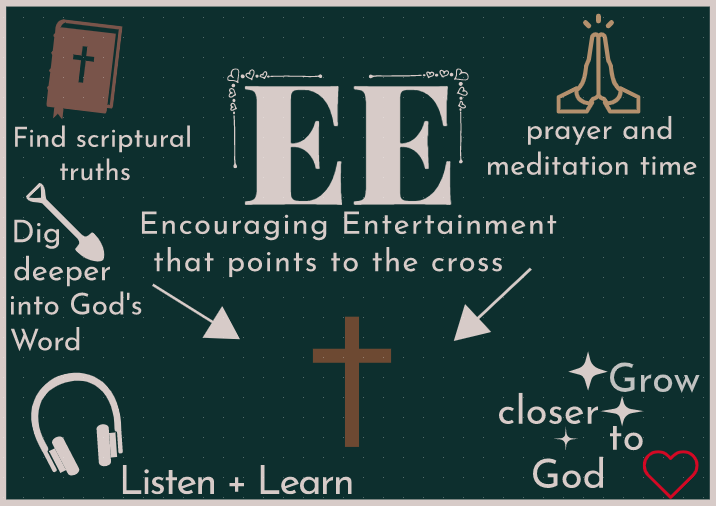 EE
Encouraging Entertainment
that points to the cross
Find scriptural
truths
prayer and
meditation time
Dig
deeper
into God's
Word
Listen + Learn
Grow
closer
to
God